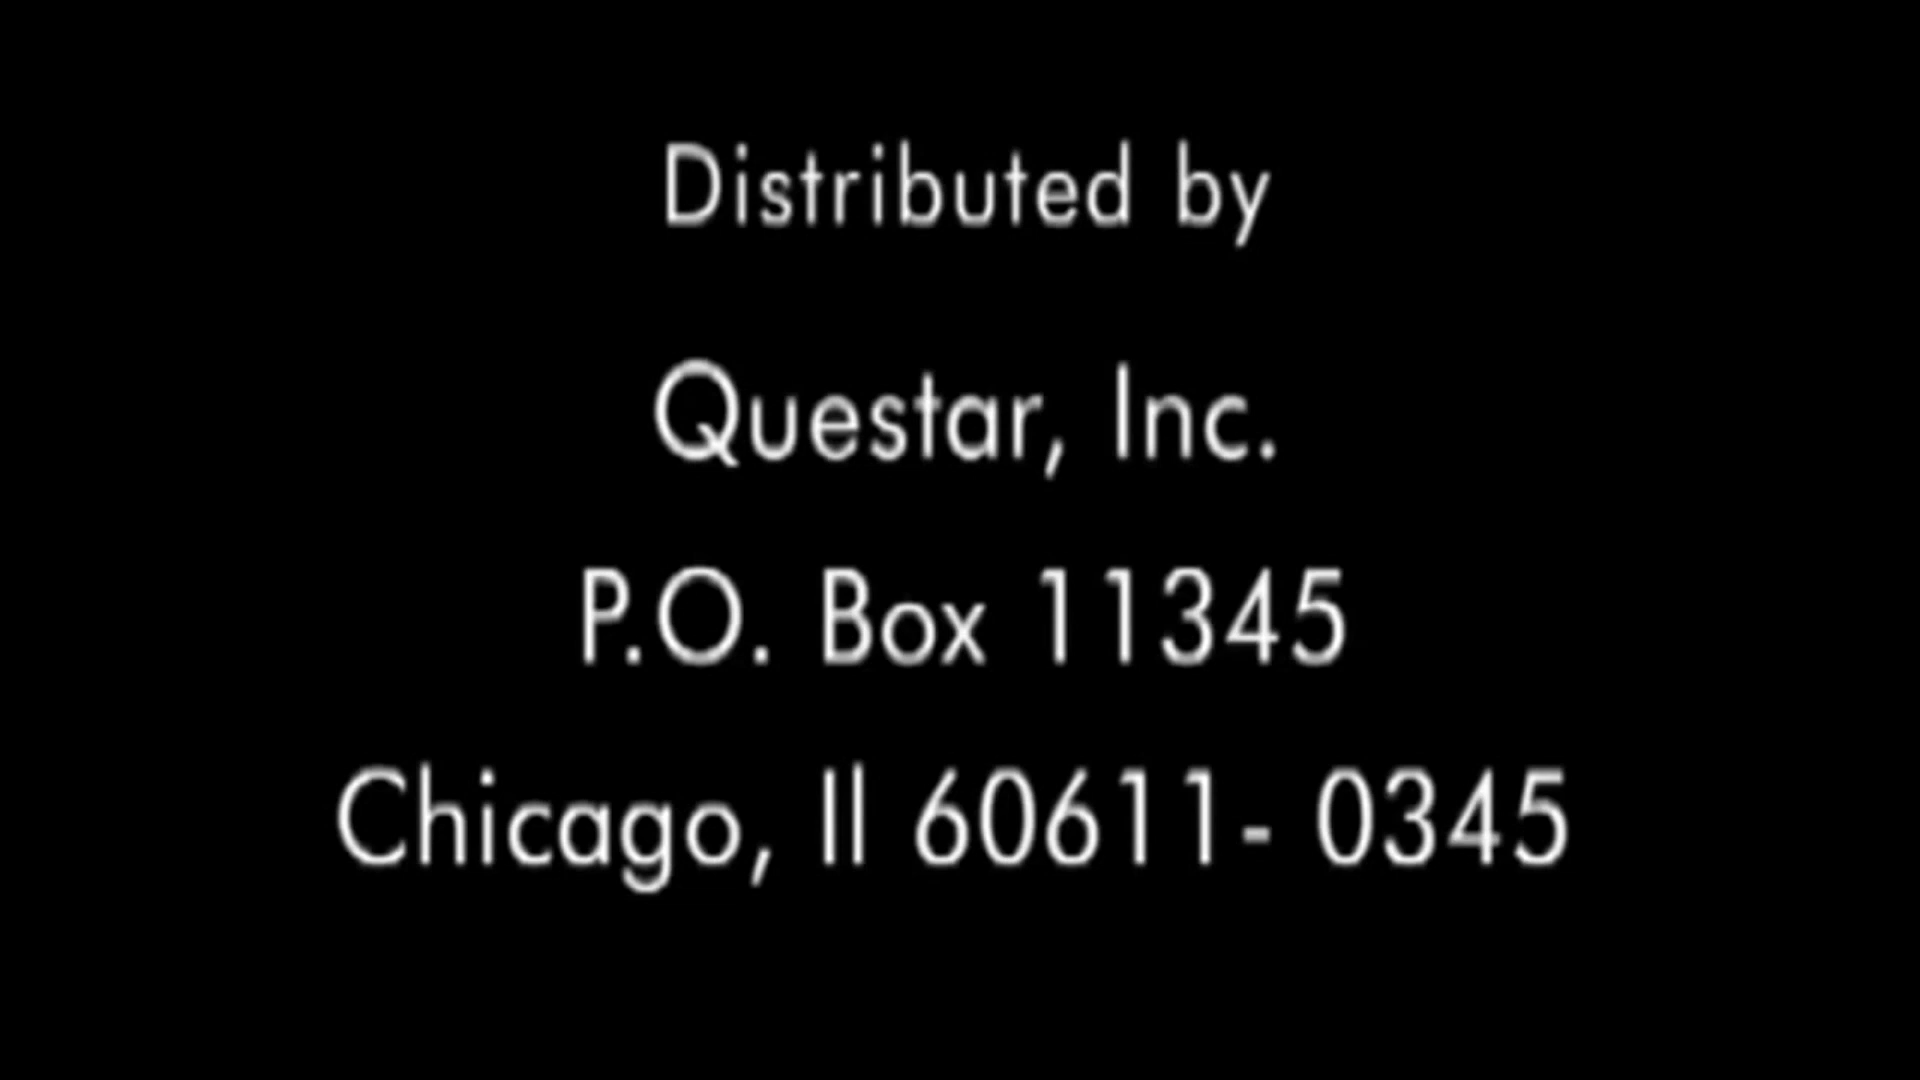 Distributed by
Questar, Inc.
P.O. Box 11345
Chicago, Il 60611- 0345